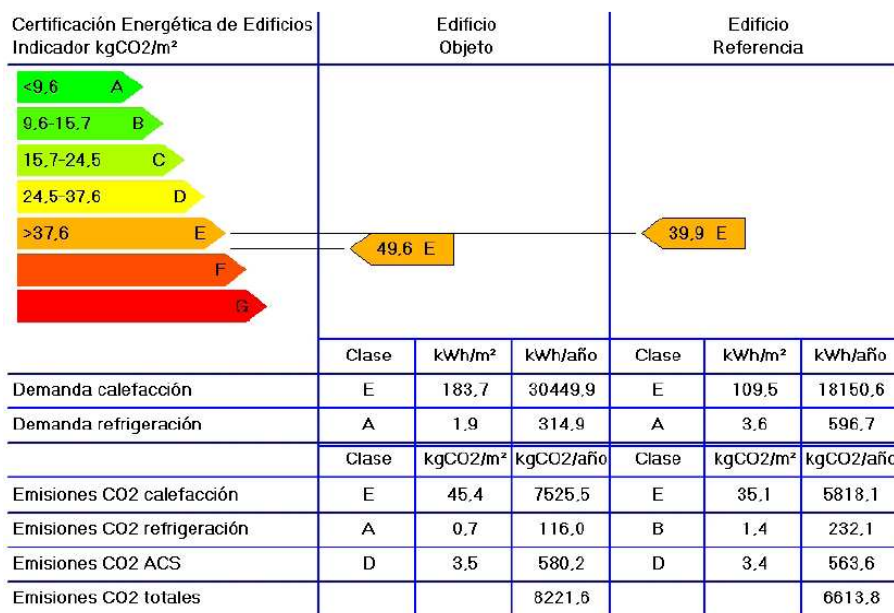 Certificación Energética de Edificios
Indicador kgCO2/m²
Edificio
Objeto
Edificio
Referencia
<9,6 A
9,6-15,7 B
15,7-24,5 C
24,5-37,6 D
>37,6 E
F
G
49,6 E
39,9 E
Clase kWh/m² kWh/año Clase kWh/m² kWh/año
Demanda calefacción E 183,7 30449,9 E 109,5 18150,6
Demanda refrigeración A 1,9 314,9 A 3,6 596,7
Clase kgCO2/m² kgCO2/año Clase kgCO2/m² kgCO2/año
Emisiones CO2 calefacción E 45,4 7525,5 E 35,1 5818,1
Emisiones CO2 refrigeración A 0,7 116,0 B 1,4 232,1
Emisiones CO2 ACS D 3,5 580,2 D 3,4 563,6
Emisiones CO2 totales 8221,6 6613,8